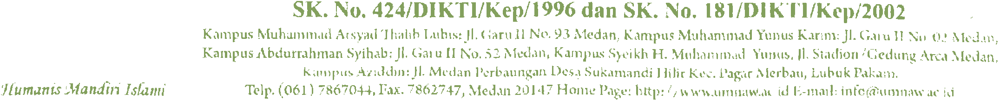 SK. No. 424/DIKTI/Kep/1996 dan SK. No. 181/DIKTI/Kep/2002
Kampus Muhammad Arsyad Thalib Lubis: Jl. Garu II No. 93 Medan, Kampus Muhammad Yunus Karim: Jl. Garu II No. 02 Medan,
Kampus Abdurrahman Syihab: Jl. Garu II No. 52 Medan, Kampus Syeikh H. Muhammad Yunus, Jl. Stadion/Gedung Arca Medan,
Kampus Aziddin: Jl. Medan Perbaungan Desa Sukamandi Hilir Kec. Pagar Merbau, Lubuk Pakam.
Humanis Mandiri Islami
Telp. (061) 7867044, Fax. 7862747, Medan 20147 Home Page: http://www.umnaw.ac.id E-mail: info@umnaw.ac.id